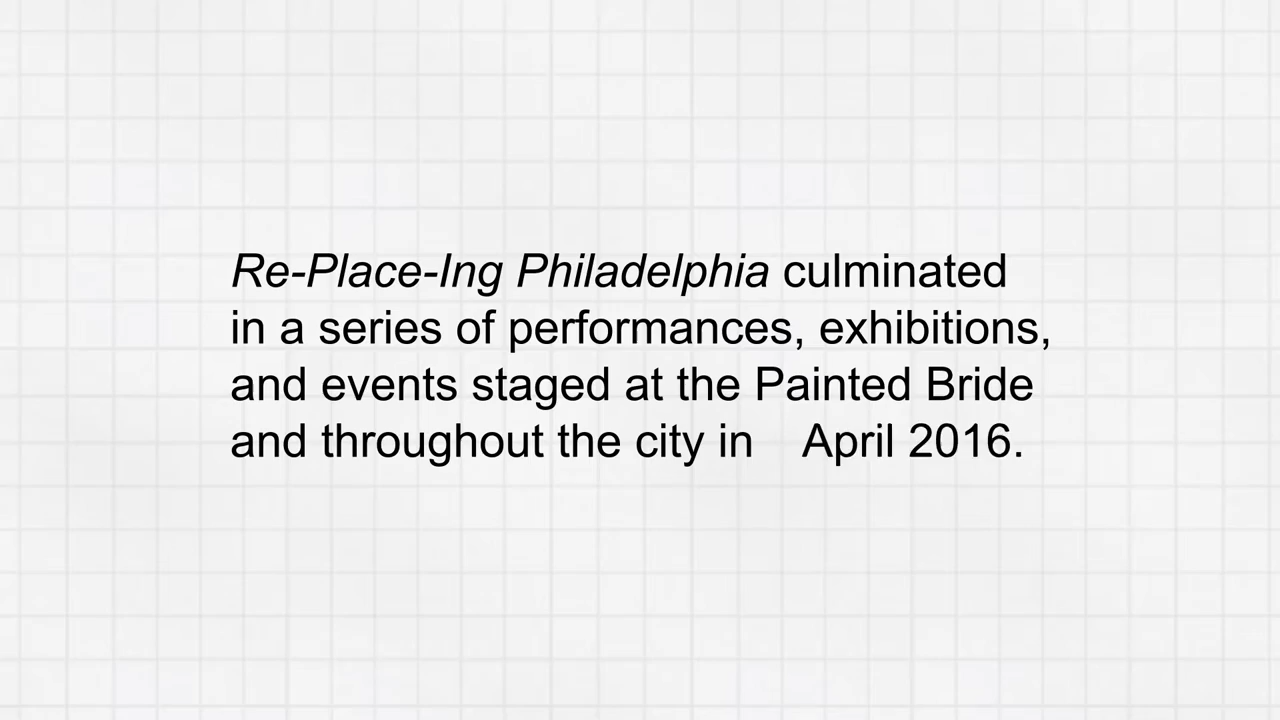 Re-Place-Ing Philadelphia culminated
in a series of performances, exhibitions,
and events staged at the Painted Bride
and throughout the city in    April 2016.